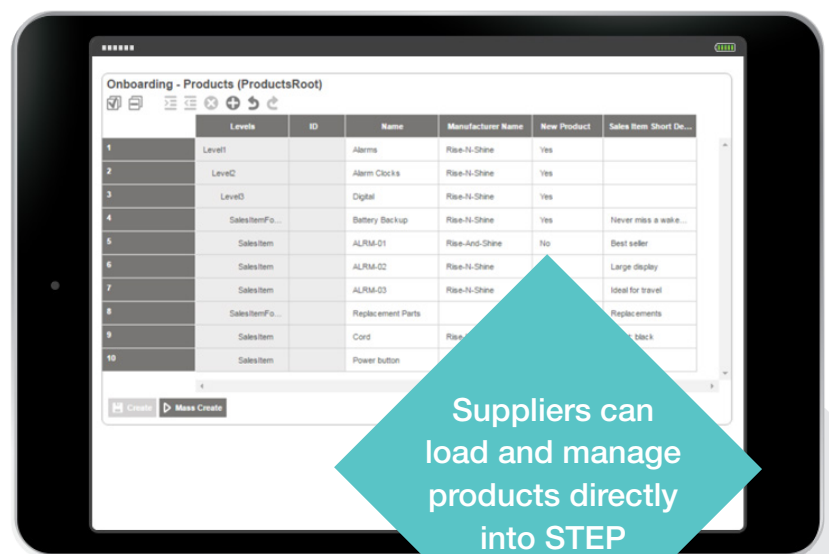 Onboarding - Products (ProductsRoot)
Levels ID Name Manufacturer Name New Product Sales Item Short De...
1 Level1 Alarms Rise-N-Shine Yes
2 Level2 Alarm Clocks Rise-N-Shine Yes
3 Level3 Digital Rise-N-Shine Yes
4 SalesItemFo... Battery Backup Rise-N-Shine Yes Never miss a wake...
5 SalesItem ALRM-01 Rise-And-Shine No Best seller
6 SalesItem ALRM-02 Rise-N-Shine Large display
7 SalesItem ALRM-03 Rise-N-Shine Ideal for travel
8 SalesItemFo... Replacement Parts Replacements
9 SalesItem Cord black
10 SalesItem Power button
Create Mass Create
Suppliers can
load and manage
products directly
into STEP